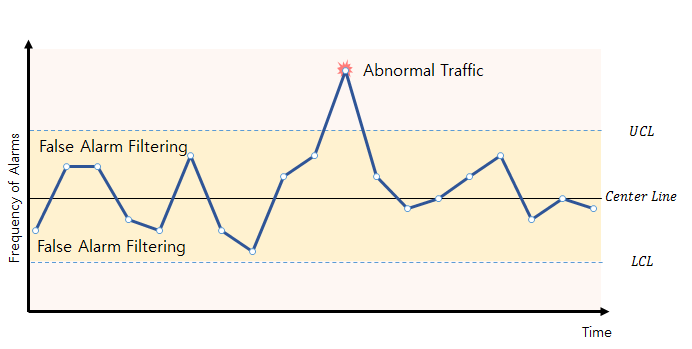 Abnormal Traffic
UCL
False Alarm Filtering
Frequency of Alarms
Center Line
False Alarm Filtering
LCL
Time